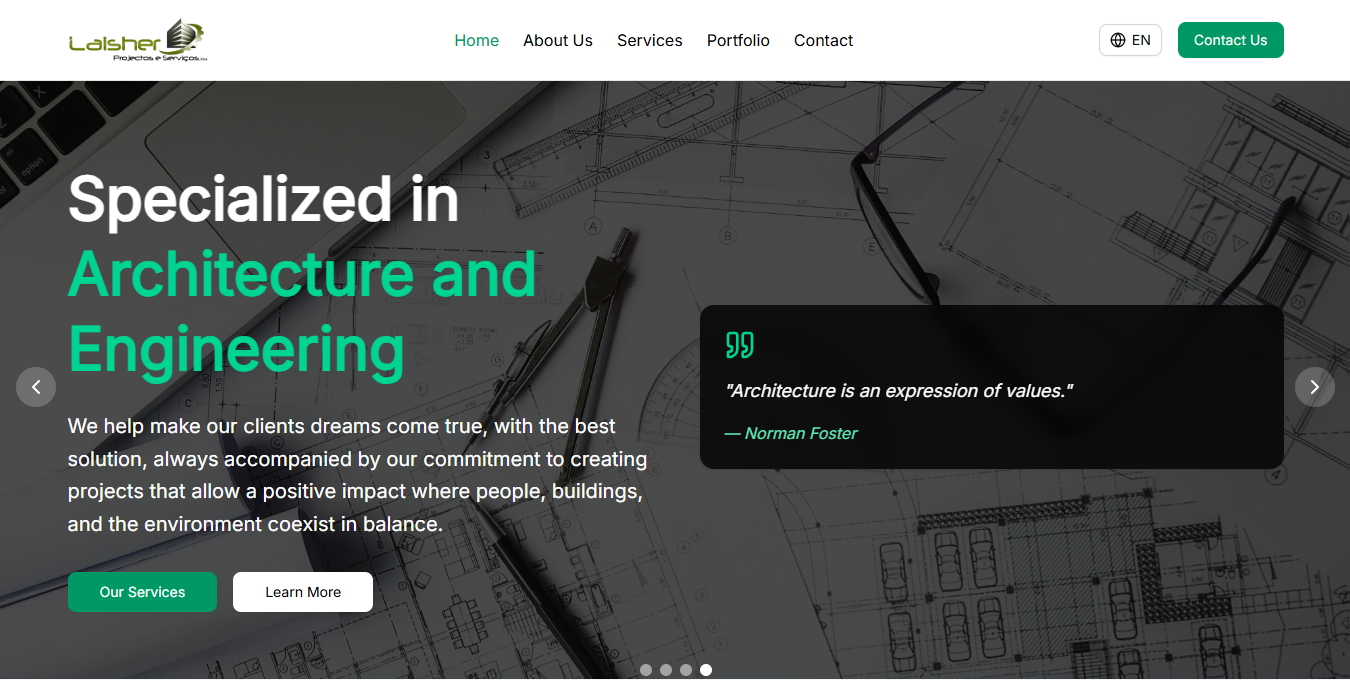 Laisher
Projectos e Serviços, Lda
Home
About Us
Services
Portfolio
Contact
EN
Contact Us
Specialized in
Architecture and
Engineering
We help make our clients dreams come true, with the best
solution, always accompanied by our commitment to creating
projects that allow a positive impact where people, buildings,
and the environment coexist in balance.
Our Services
Learn More
"Architecture is an expression of values."
— Norman Foster
option
3
A
B
E
C